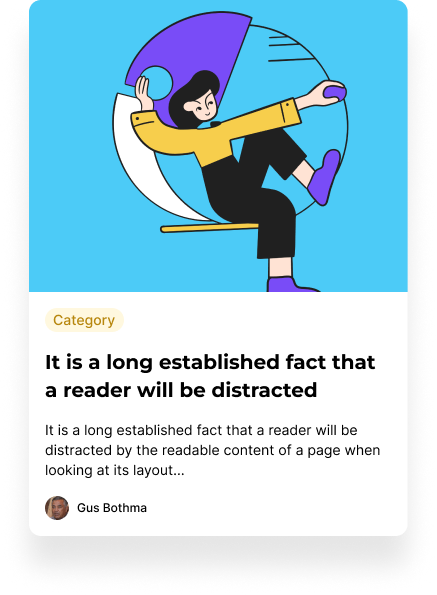 Category
It is a long established fact that
a reader will be distracted
It is a long established fact that a reader will be
distracted by the readable content of a page when
looking at its layout...
Gus Bothma